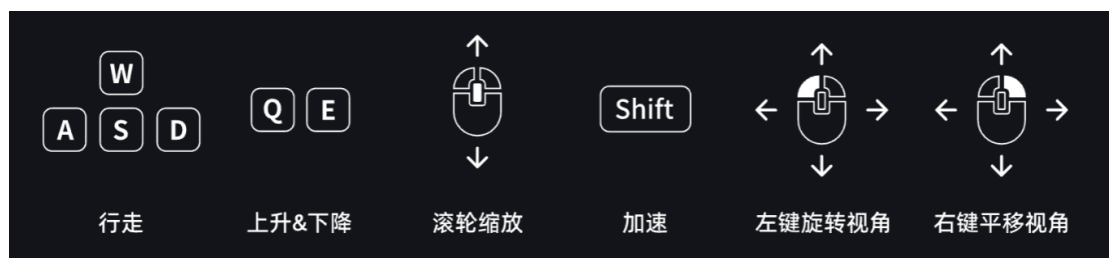 W
A S D
Q E
Shift
行走
上升&下降
滚轮缩放
加速
左键旋转视角
右键平移视角